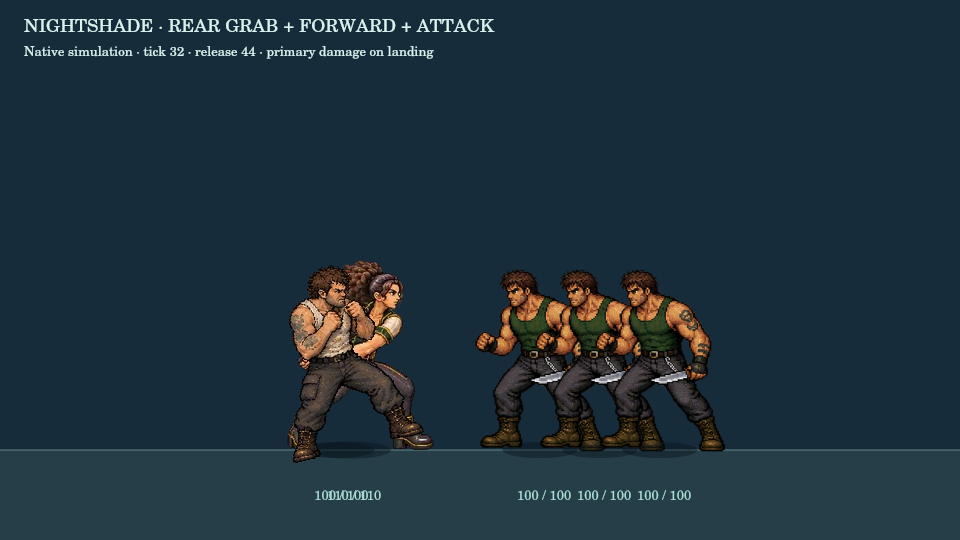 NIGHTSHADE · REAR GRAB + FORWARD + ATTACK
Native simulation · tick 32 · release 44 · primary damage on landing
100 / 100 100 / 100 100 / 100